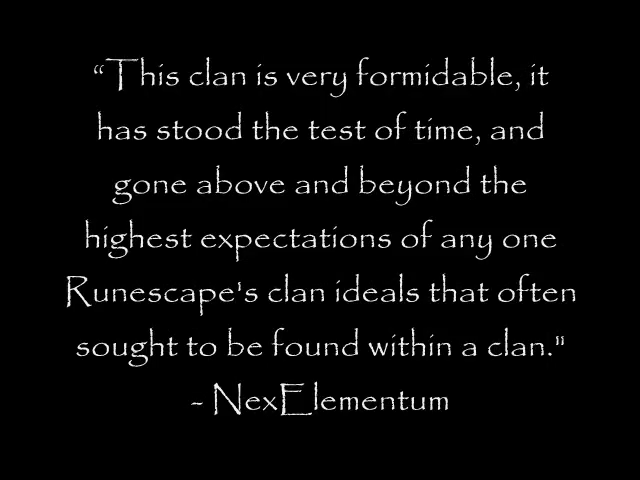 “This clan is very formidable, it
has stood the test of time, and
gone above and beyond the
highest expectations of any one
Runescape's clan ideals that often
sought to be found within a clan."
- NexElementum